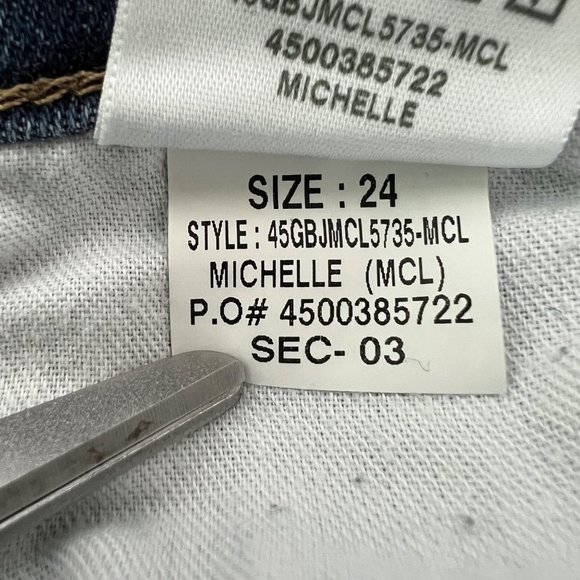 45GBJMCL5735-MCL
4500385722
MICHELLE
SIZE : 24
STYLE : 45GBJMCL5735-MCL
MICHELLE (MCL)
P.O# 4500385722
SEC- 03